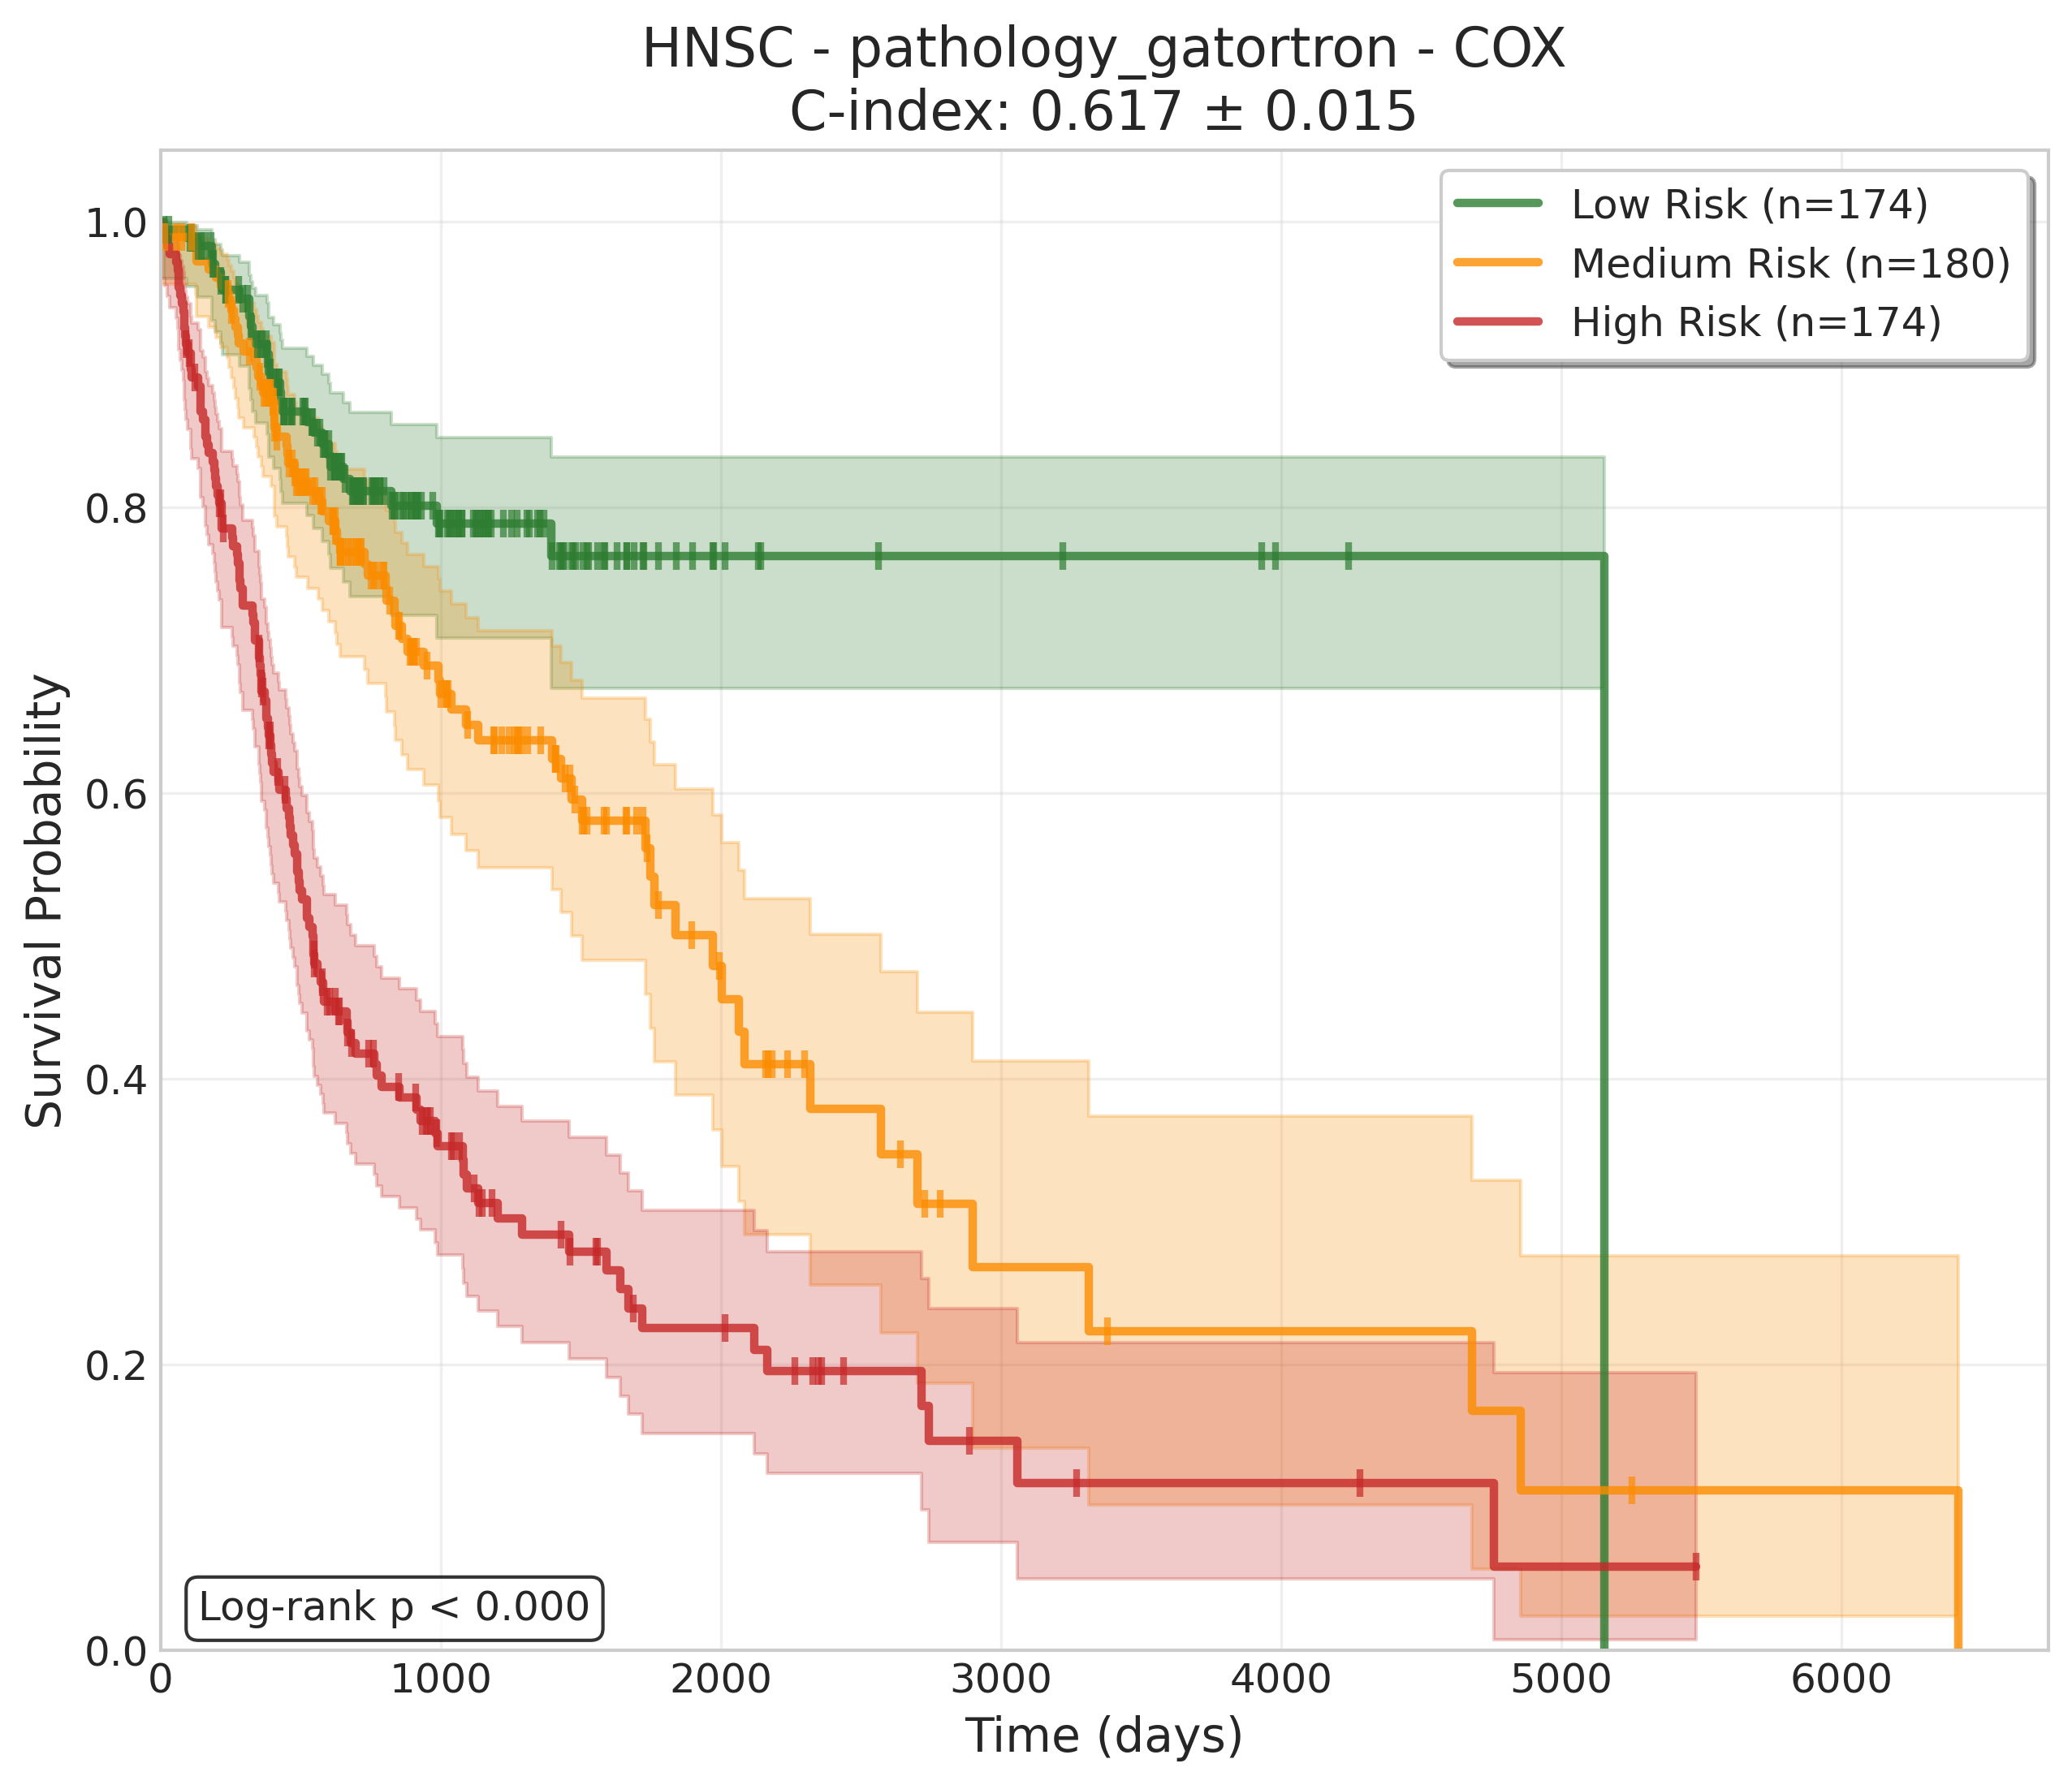 HNSC - pathology_gatortron - COX
C-index: 0.617 ± 0.015
Low Risk (n=174)
Medium Risk (n=180)
High Risk (n=174)
Survival Probability
1.0
0.8
0.6
0.4
0.2
0.0
Log-rank p < 0.000
0 1000 2000 3000 4000 5000 6000
Time (days)